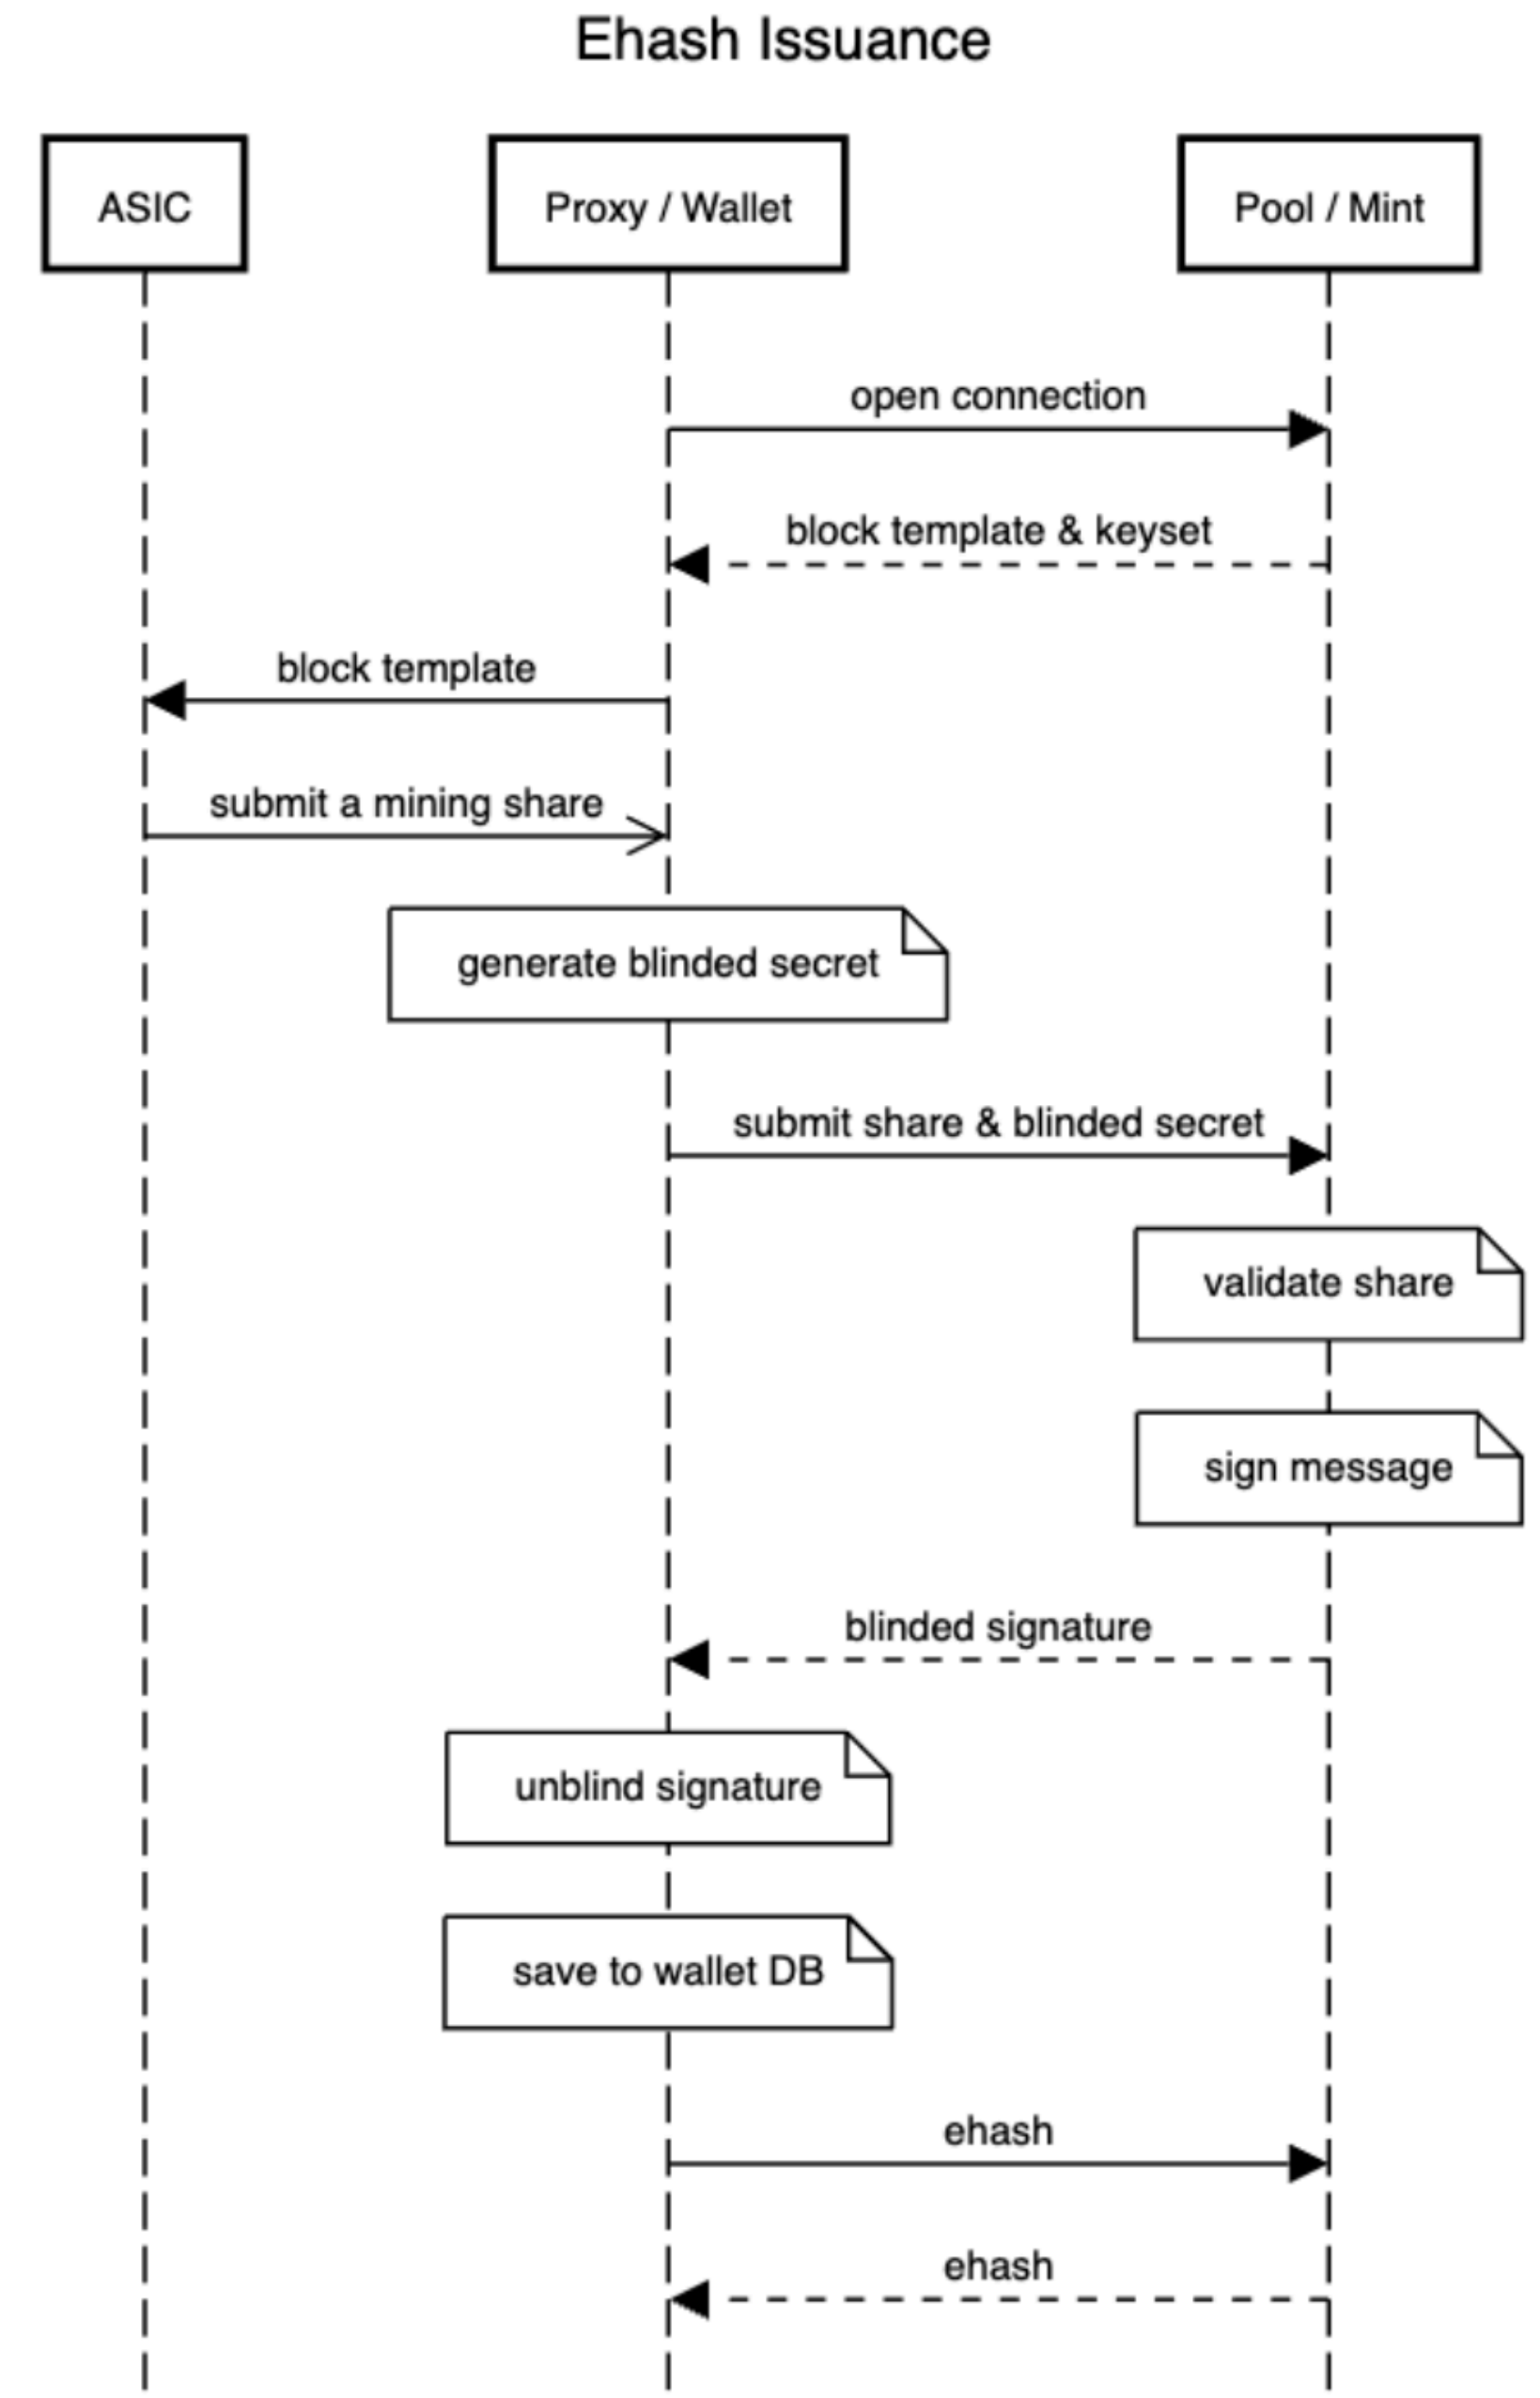 Ehash Issuance
ASIC
Proxy / Wallet
Pool / Mint
open connection
block template & keyset
block template
submit a mining share
generate blinded secret
submit share & blinded secret
validate share
sign message
blinded signature
unblind signature
save to wallet DB
ehash
ehash